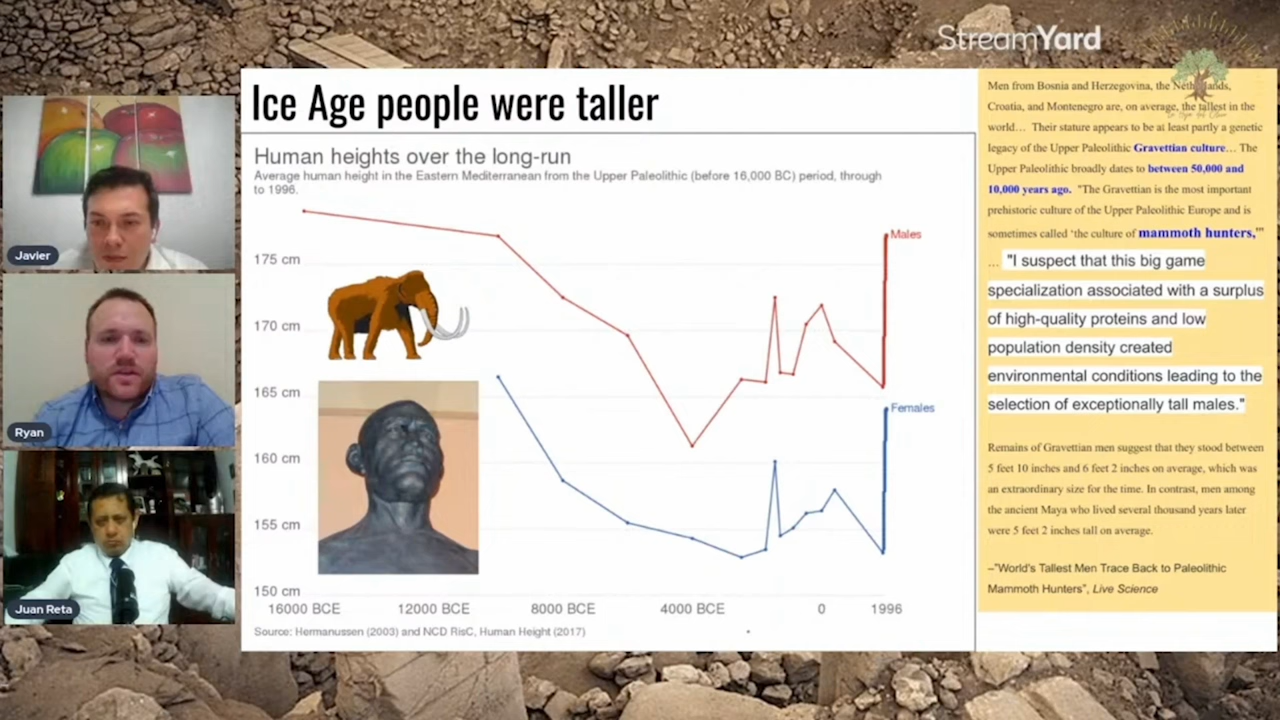 StreamYard
Ice Age people were taller
Human heights over the long-run
Average human height in the Eastern Mediterranean from the Upper Paleolithic (before 16,000 BC) period, through
to 1996.
175 cm
170 cm
165 cm
160 cm
155 cm
150 cm
Males
Females
16000 BCE 12000 BCE 8000 BCE 4000 BCE 0 1996
Source: Hermanussen (2003) and NCD RisC, Human Height (2017)
Men from Bosnia and Herzegovina, the Netherlands,
Croatia, and Montenegro are, on average, the tallest in the
world… Their stature appears to be at least partly a genetic
legacy of the Upper Paleolithic Gravettian culture… The
Upper Paleolithic broadly dates to between 50,000 and
10,000 years ago. "The Gravettian is the most important
prehistoric culture of the Upper Paleolithic Europe and is
sometimes called 'the culture of mammoth hunters,'"
… "I suspect that this big game
specialization associated with a surplus
of high-quality proteins and low
population density created
environmental conditions leading to the
selection of exceptionally tall males."
Remains of Gravettian men suggest that they stood between
5 feet 10 inches and 6 feet 2 inches on average, which was
an extraordinary size for the time. In contrast, men among
the ancient Maya who lived several thousand years later
were 5 feet 2 inches tall on average.
–"World's Tallest Men Trace Back to Paleolithic
Mammoth Hunters", Live Science
Javier
Ryan
Juan Reta